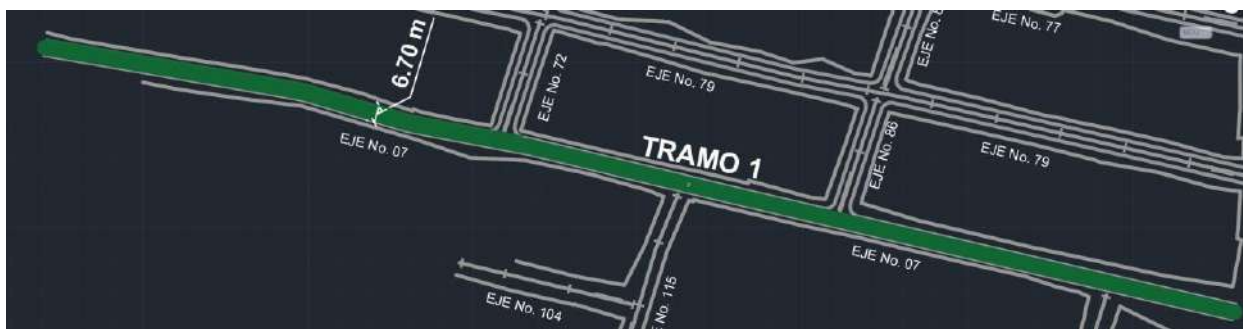 EJE No. 77
6.70 m
EJE No. 72
EJE No. 79
EJE No. 07
TRAMO 1
EJE No. 86
EJE No. 79
EJE No. 07
EJE No. 104
EJE No. 115